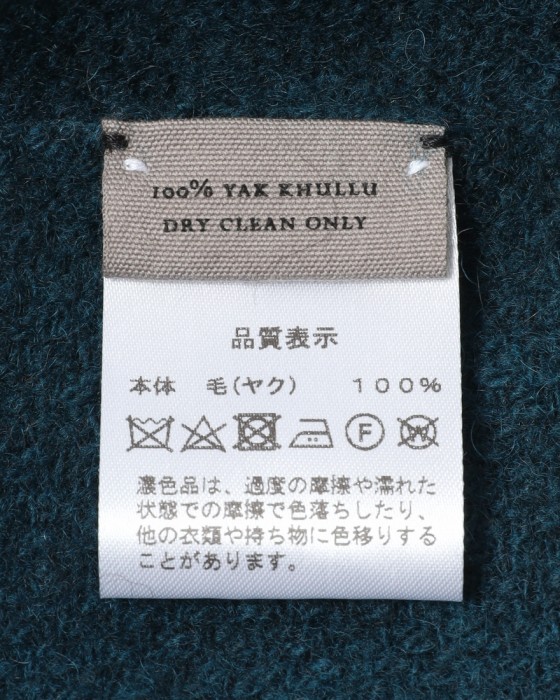 100% YAK KHULLU
DRY CLEAN ONLY
品質表示
本体 毛(ヤク) 100%
F W
濃色品は、過度の摩擦や濡れた
状態での摩擦で色落ちしたり、
他の衣類や持ち物に色移りする
ことがあります。